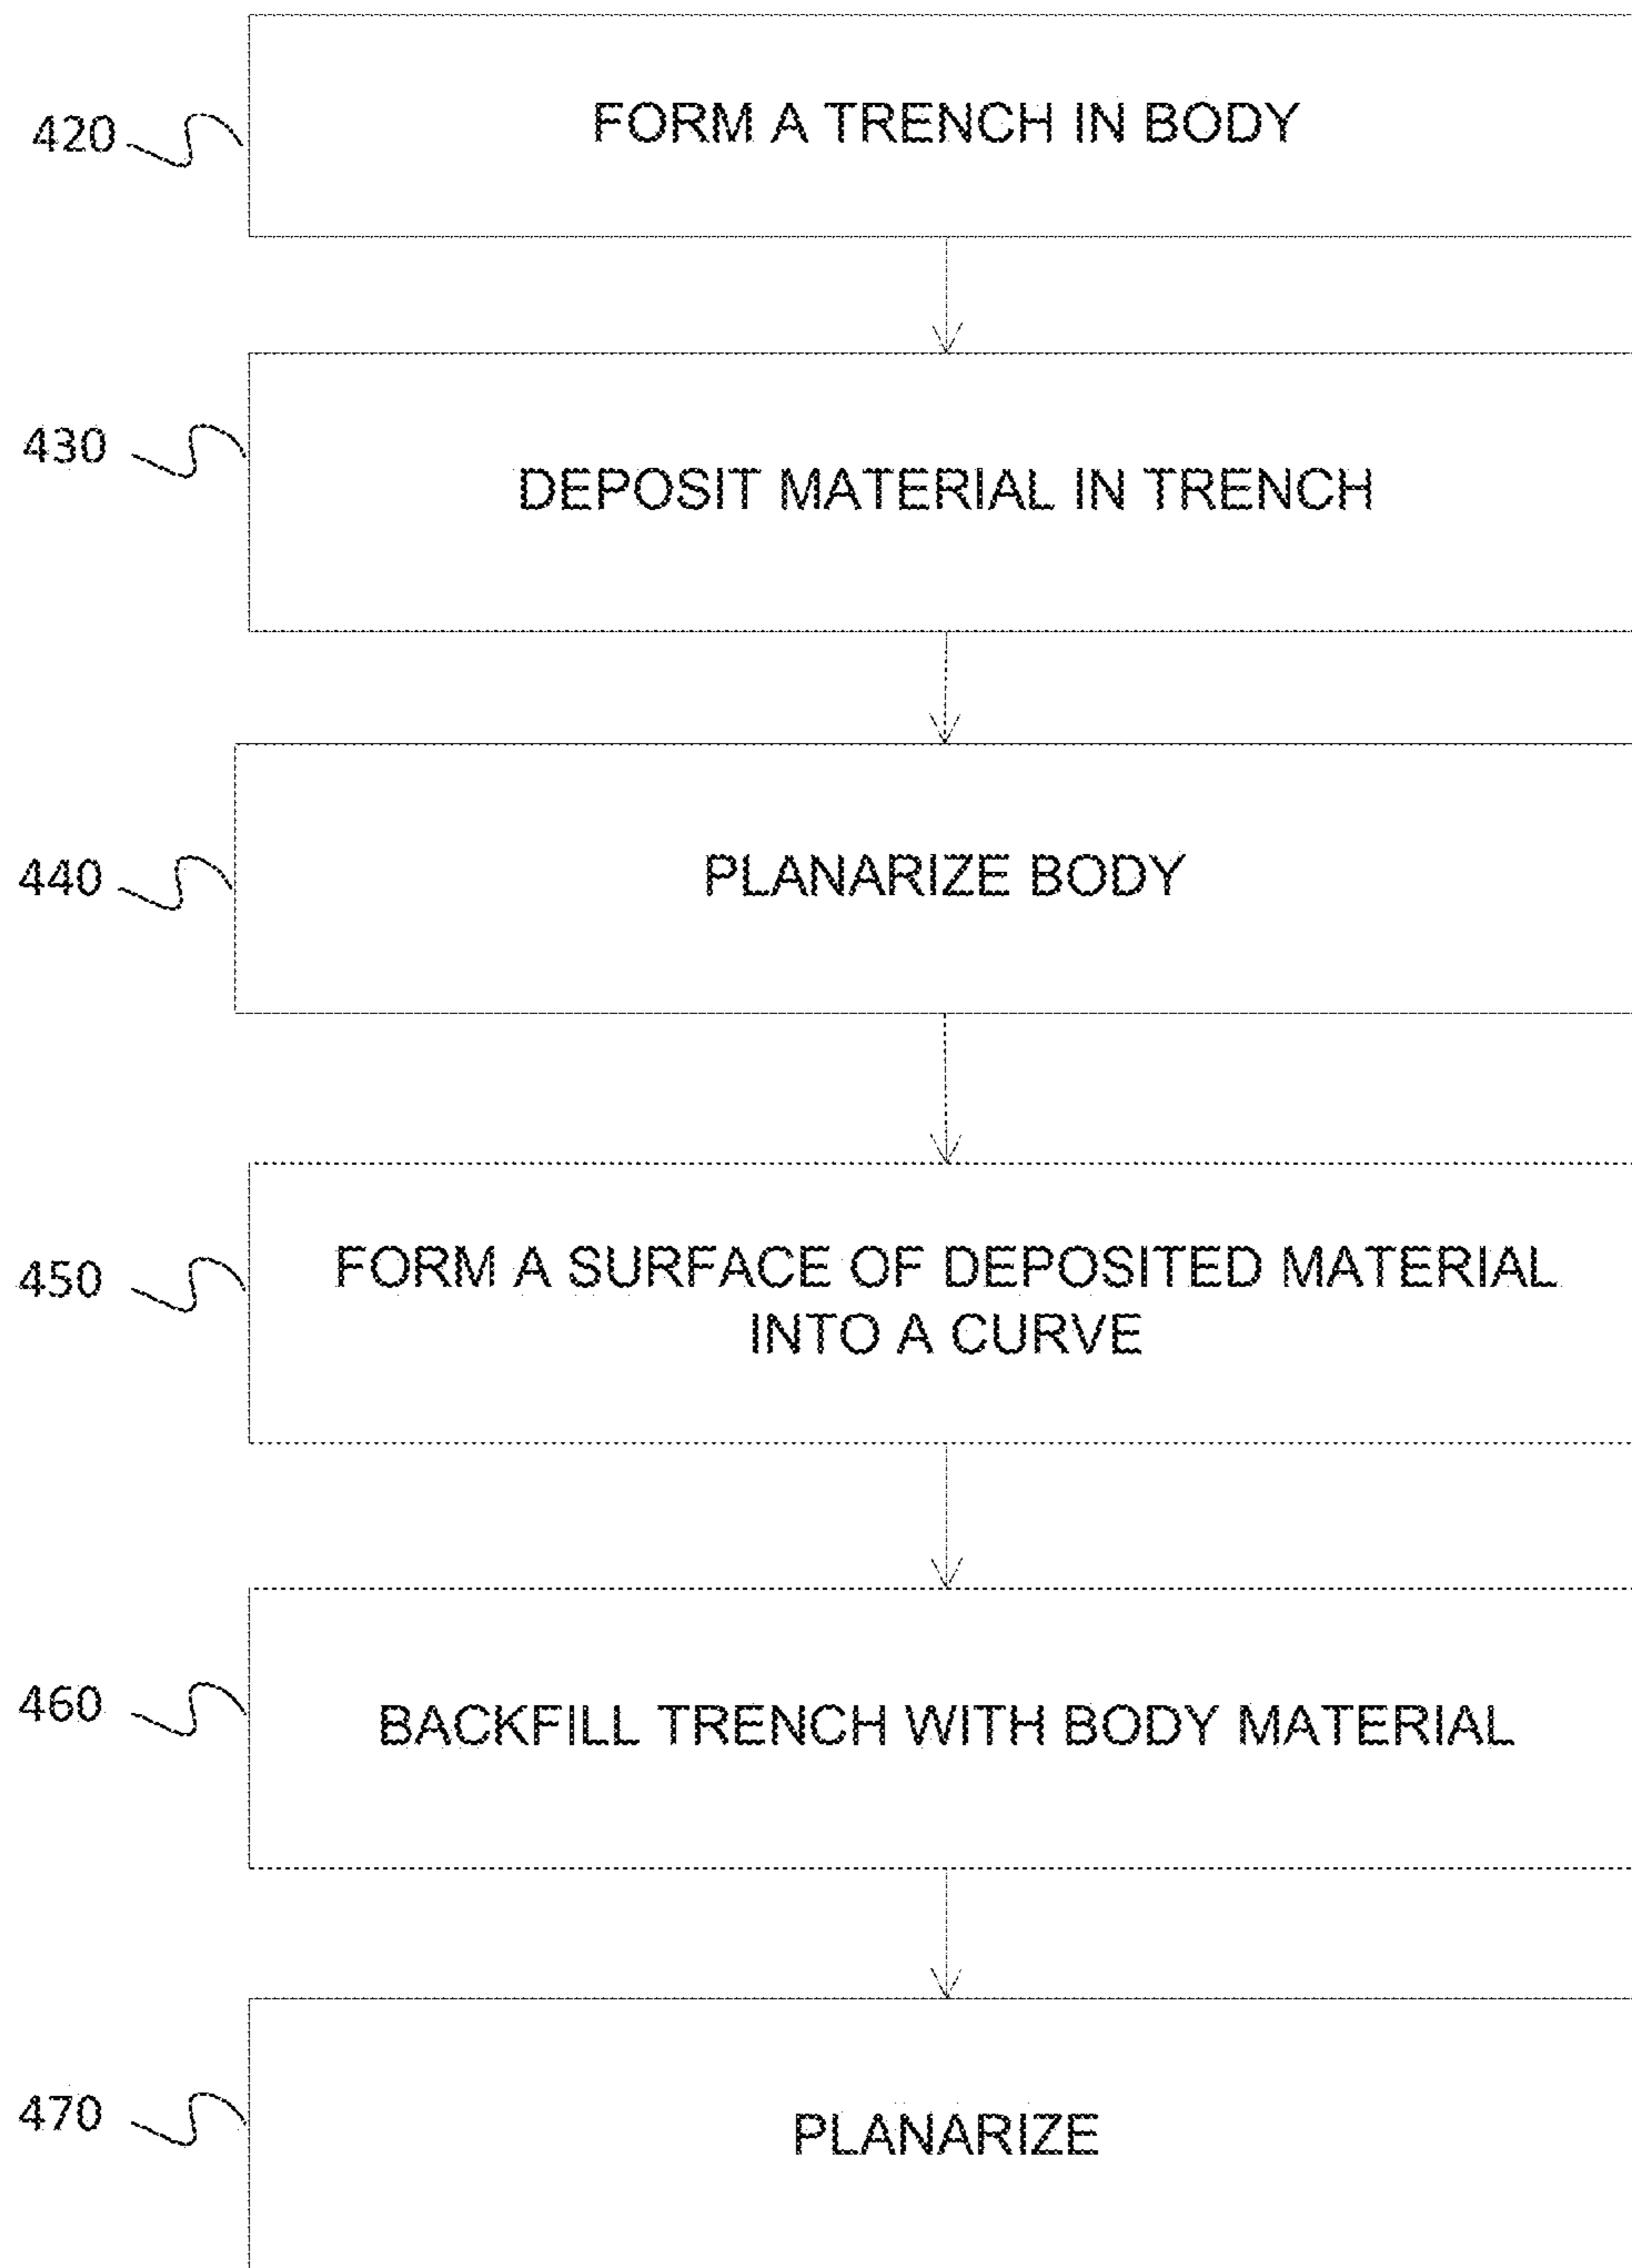 420
FORM A TRENCH IN BODY
430
DEPOSIT MATERIAL IN TRENCH
440
PLANARIZE BODY
450
FORM A SURFACE OF DEPOSITED MATERIAL
INTO A CURVE
460
BACKFILL TRENCH WITH BODY MATERIAL
470
PLANARIZE